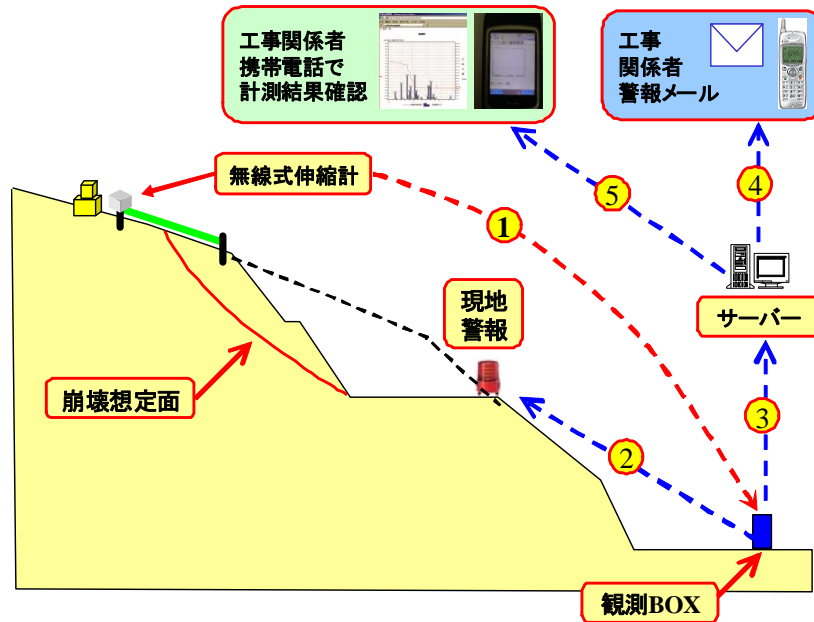 工事関係者
携帯電話で
計測結果確認
工事
関係者
警報メール
無線式伸縮計
⑤
④
①
サーバー
現地
警報
崩壊想定面
③
②
観測BOX